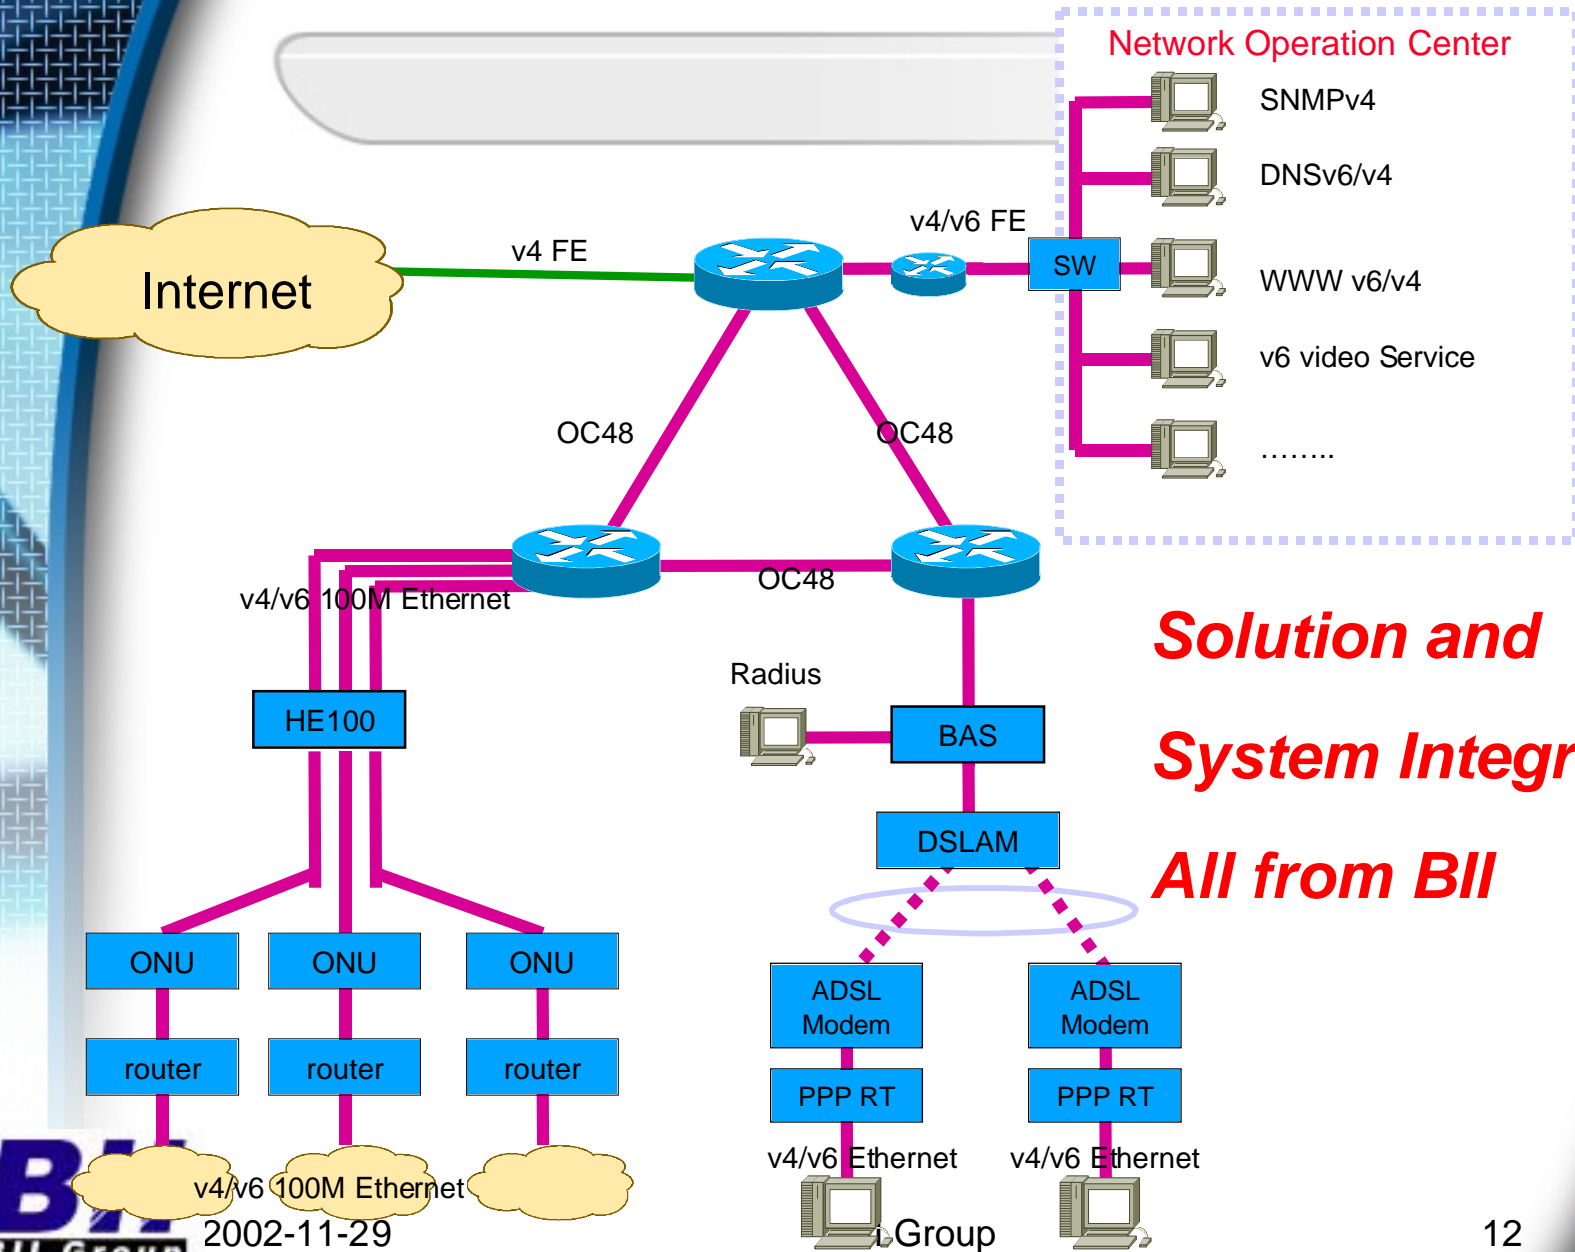 Network Operation Center
SNMPv4
DNSv6/v4
WWW v6/v4
v6 video Service
……..
v4/v6 FE
SW
v4 FE
Internet
OC48
OC48
OC48
v4/v6 100M Ethernet
HE100
Radius
BAS
DSLAM
Solution and
System Integr
All from BII
ONU
ONU
ONU
router
router
router
ADSL
Modem
ADSL
Modem
PPP RT
PPP RT
v4/v6 Ethernet
v4/v6 Ethernet
v4/v6 100M Ethernet
BII
2002-11-29
i Group
12